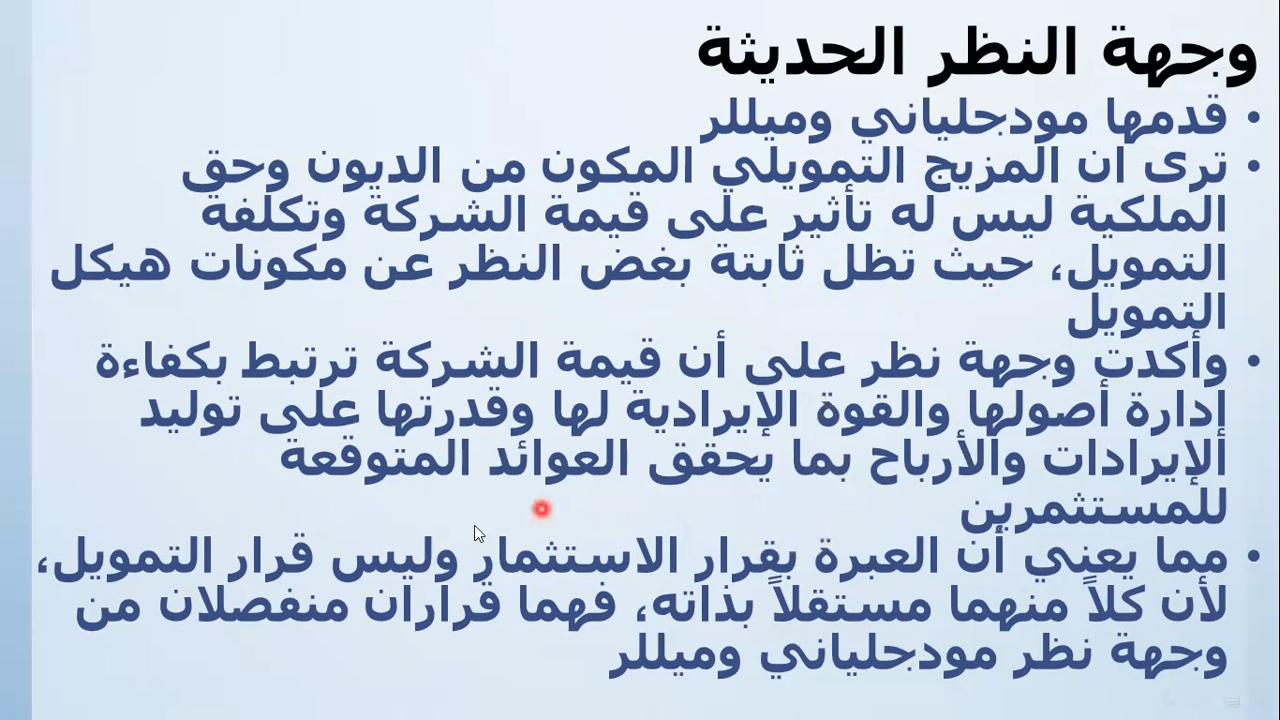 وجهة النظر الحديثة
• قدمها مودجلياني وميللر
• ترى ان المزيج التمويلي المكون من الديون وحق
الملكية ليس له تأثير على قيمة الشركة وتكلفة
التمويل، حيث تظل ثابتة بغض النظر عن مكونات هيكل
التمويل
• وأكدت وجهة نظر على أن قيمة الشركة ترتبط بكفاءة
إدارة أصولها والقوة الإيرادية لها وقدرتها على توليد
الإيرادات والأرباح بما يحقق العوائد المتوقعة
للمستثمرين
• مما يعني أن العبرة بقرار الاستثمار وليس قرار التمويل،
لأن كلاً منهما مستقلاً بذاته، فهما قراران منفصلان من
وجهة نظر مودجلياني وميللر